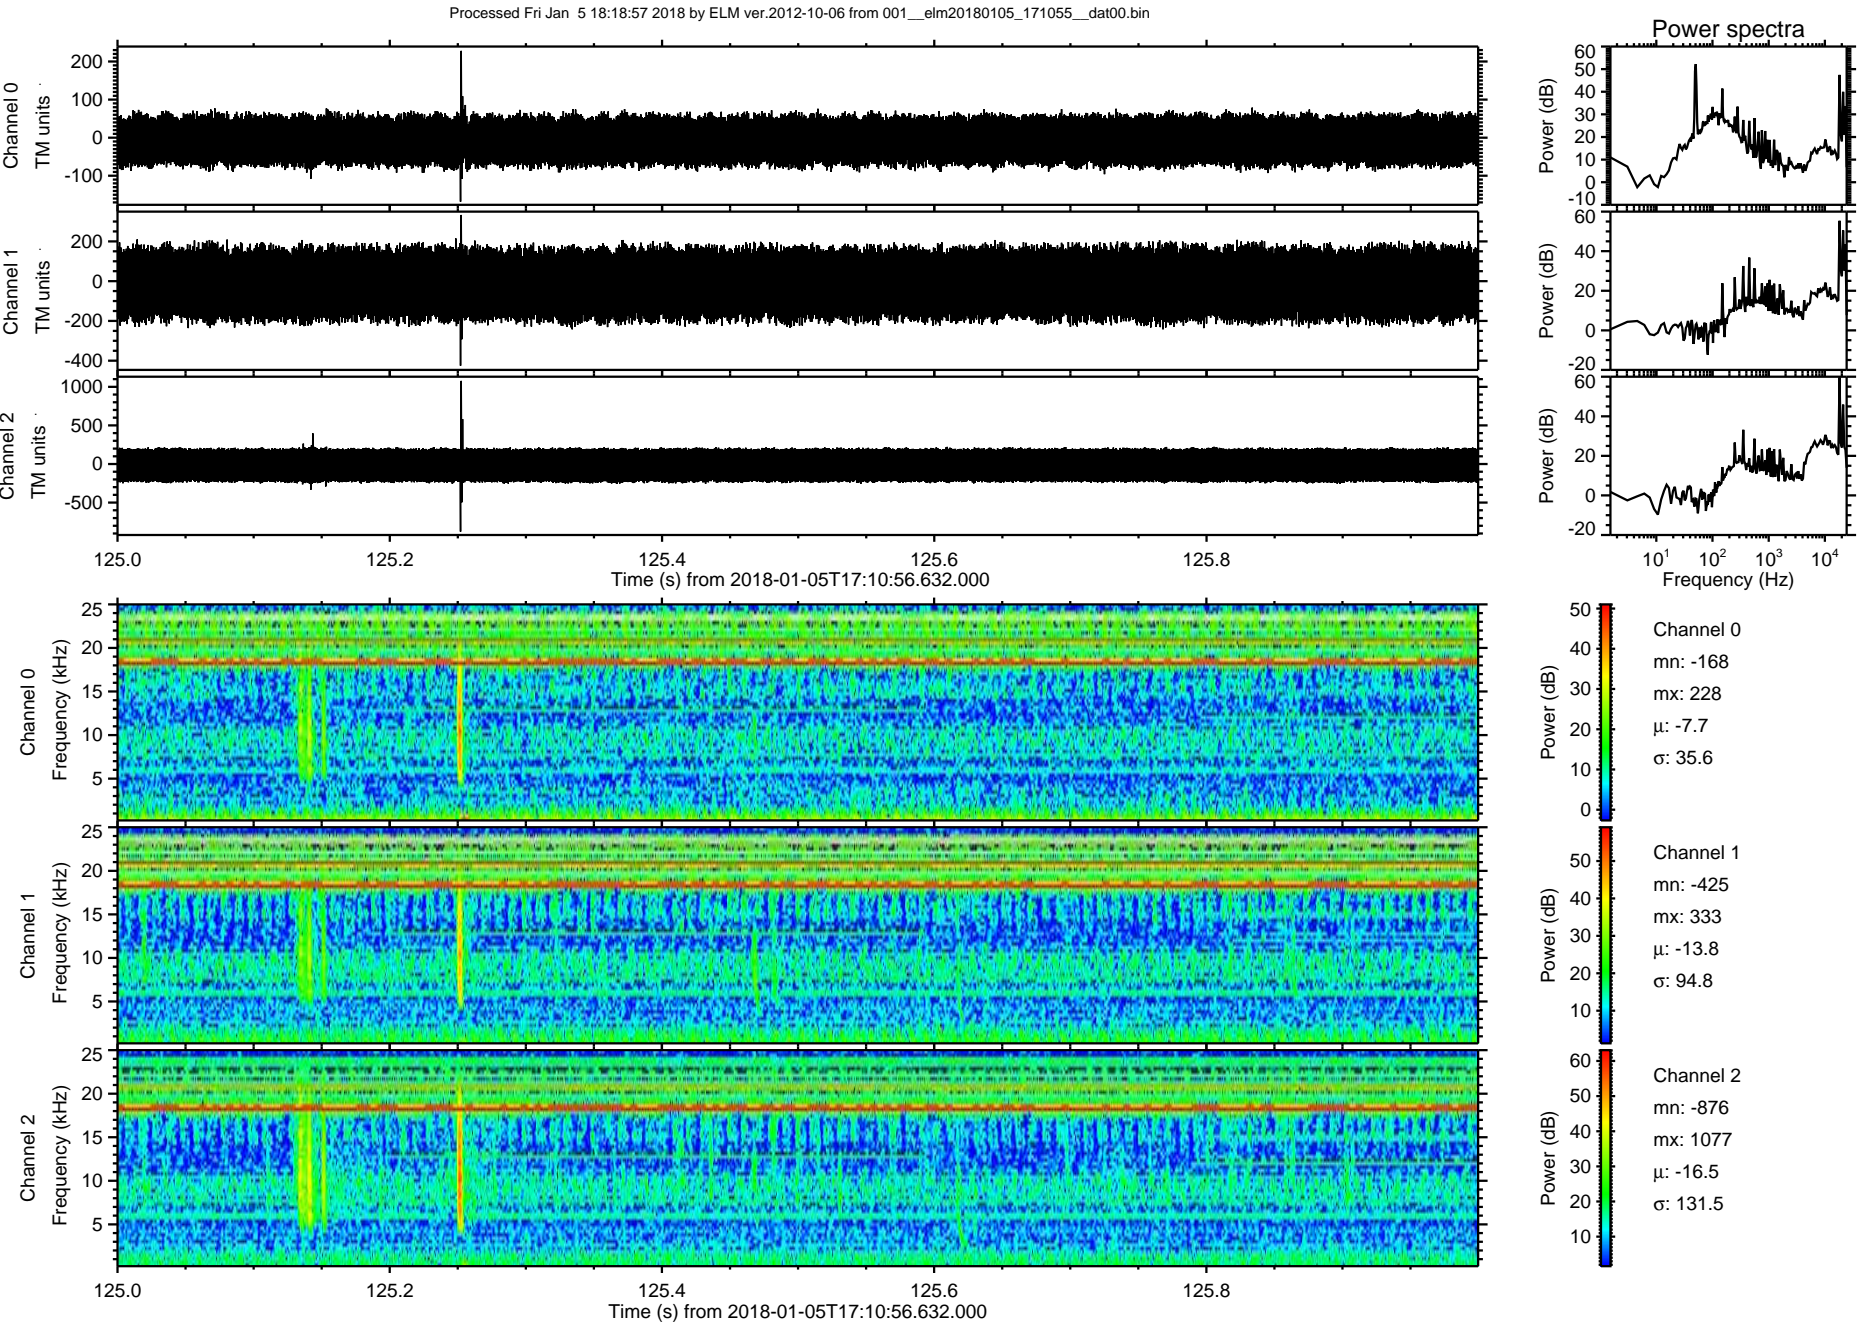 Processed Fri Jan  5 18:18:57 2018 by ELM ver.2012-10-06 from 001__elm20180105_171055__dat00.bin
Power spectra
Channel 0
TM units
200
100
0
-100
Power (dB)
60
50
40
30
20
10
0
-10
Channel 1
TM units
200
0
-200
-400
Power (dB)
60
40
20
0
-20
Channel 2
TM units
1000
500
0
-500
Power (dB)
60
40
20
0
-20
125.0 125.2 125.4 125.6 125.8
Time (s) from 2018-01-05T17:10:56.632.000
10¹ 10² 10³ 10⁴
Frequency (Hz)
Channel 0
Frequency (kHz)
25
20
15
10
5
Power (dB)
50
40
30
20
10
0
Channel 0
mn: -168
mx: 228
μ: -7.7
σ: 35.6
Channel 1
Frequency (kHz)
25
20
15
10
5
Power (dB)
50
40
30
20
10
Channel 1
mn: -425
mx: 333
μ: -13.8
σ: 94.8
Channel 2
Frequency (kHz)
25
20
15
10
5
Power (dB)
60
50
40
30
20
10
Channel 2
mn: -876
mx: 1077
μ: -16.5
σ: 131.5
125.0 125.2 125.4 125.6 125.8
Time (s) from 2018-01-05T17:10:56.632.000